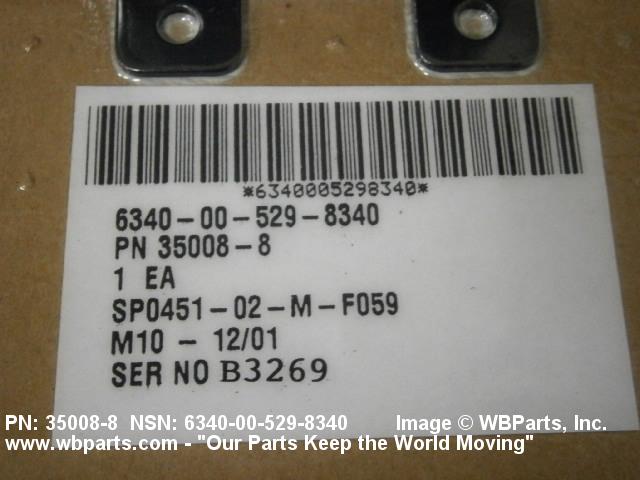 *6340005298340*
6340-00-529-8340
PN 35008-8
1 EA
SP0451-02-M-F059
M10 - 12/01
SER NO B3269
PN: 35008-8 NSN: 6340-00-529-8340 Image © WBParts, Inc.
www.wbparts.com - "Our Parts Keep the World Moving"